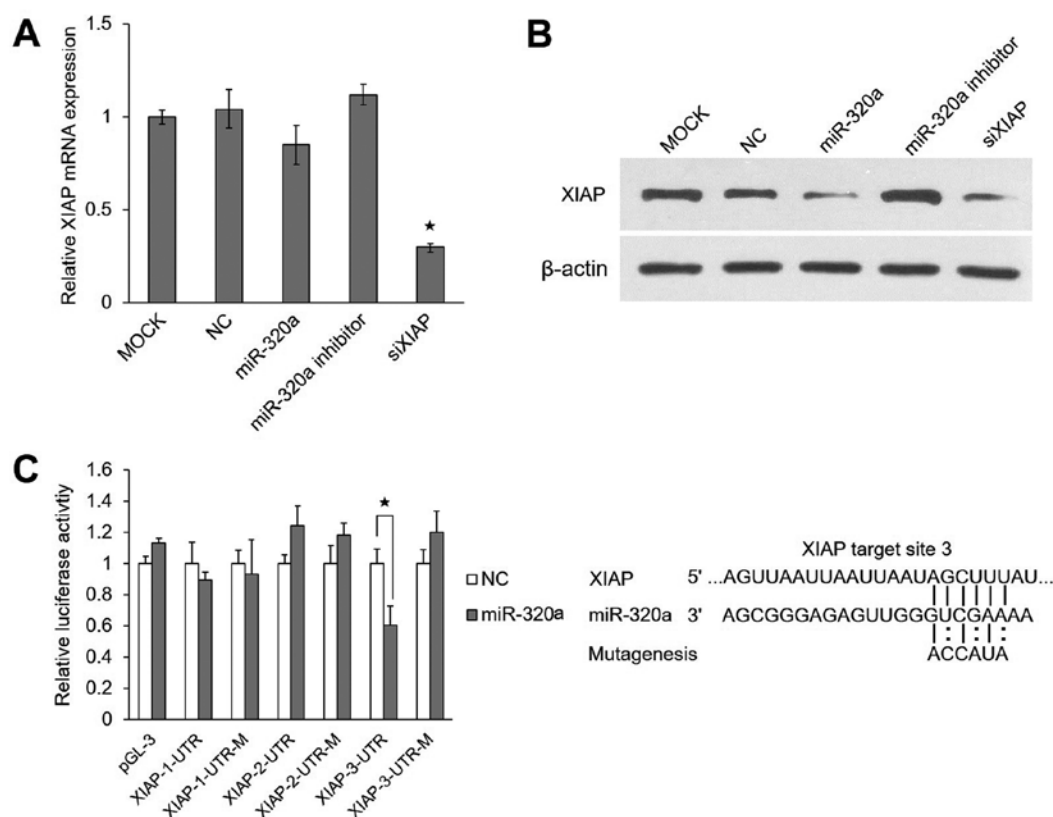 A
Relative XIAP mRNA expression
1.5
1
0.5
0
MOCK
NC
miR-320a
miR-320a inhibitor
siXIAP
★
B
MOCK
NC
miR-320a
miR-320a inhibitor
siXIAP
XIAP
β-actin
C
Relative luciferase activtiy
1.6
1.4
1.2
1
0.8
0.6
0.4
0.2
0
★
pGL-3
XIAP-1-UTR
XIAP-1-UTR-M
XIAP-2-UTR
XIAP-2-UTR-M
XIAP-3-UTR
XIAP-3-UTR-M
NC
miR-320a
XIAP target site 3
XIAP 5' ...AGUUAAUUAAUUAAUAGCUUUAU...
miR-320a 3' AGCGGGAGAGUUGGGUCGAAAA
Mutagenesis ACCAUA